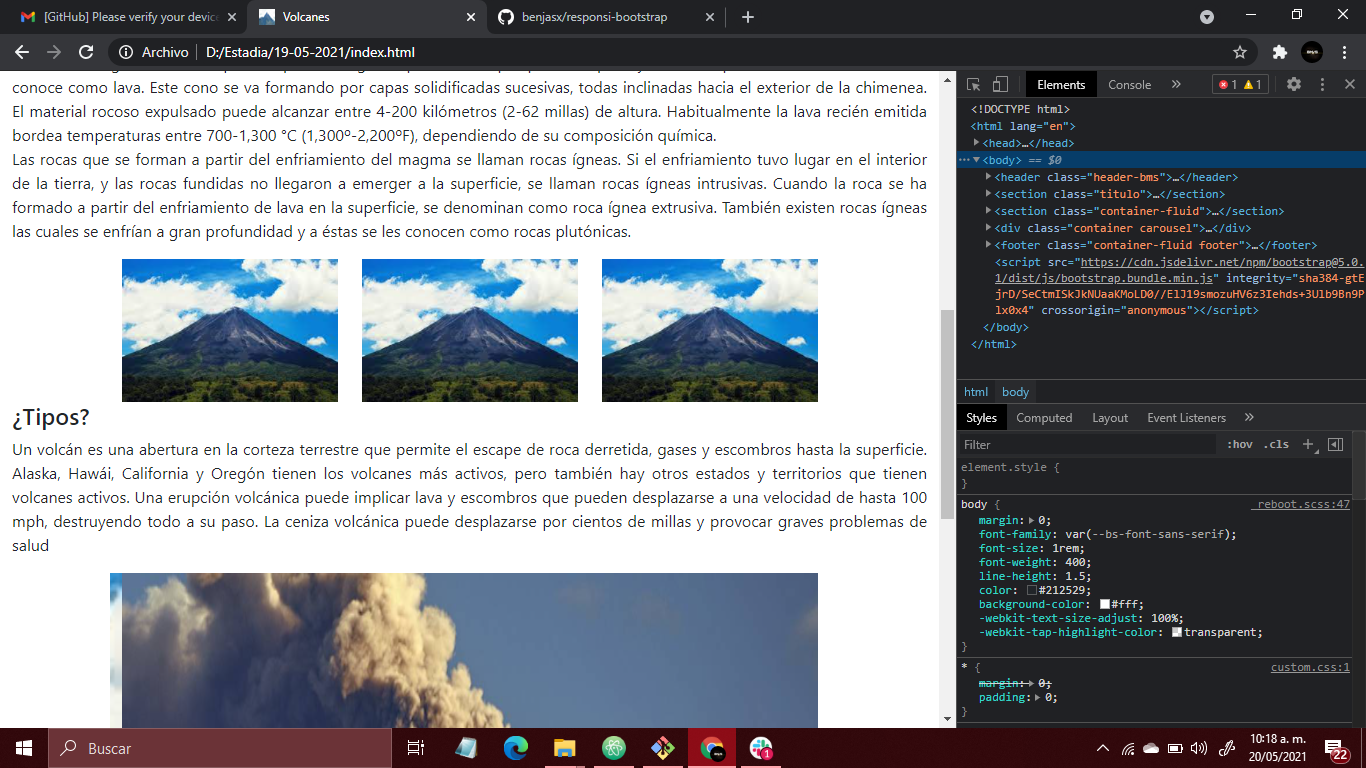 [GitHub] Please verify your device
Volcanes
benjasx/responsi-bootstrap
Archivo
D:/Estadia/19-05-2021/index.html
conoce como lava. Este cono se va formando por capas solidificadas sucesivas, todas inclinadas hacia el exterior de la chimenea.
El material rocoso expulsado puede alcanzar entre 4-200 kilómetros (2-62 millas) de altura. Habitualmente la lava recién emitida
bordea temperaturas entre 700-1,300 °C (1,300º-2,200ºF), dependiendo de su composición química.
Las rocas que se forman a partir del enfriamiento del magma se llaman rocas ígneas. Si el enfriamiento tuvo lugar en el interior
de la tierra, y las rocas fundidas no llegaron a emerger a la superficie, se llaman rocas ígneas intrusivas. Cuando la roca se ha
formado a partir del enfriamiento de lava en la superficie, se denominan como roca ígnea extrusiva. También existen rocas ígneas
las cuales se enfrían a gran profundidad y a éstas se les conocen como rocas plutónicas.
¿Tipos?
Un volcán es una abertura en la corteza terrestre que permite el escape de roca derretida, gases y escombros hasta la superficie.
Alaska, Hawái, California y Oregón tienen los volcanes más activos, pero también hay otros estados y territorios que tienen
volcanes activos. Una erupción volcánica puede implicar lava y escombros que pueden desplazarse a una velocidad de hasta 100
mph, destruyendo todo a su paso. La ceniza volcánica puede desplazarse por cientos de millas y provocar graves problemas de
salud
Elements
Console
1
1
<!DOCTYPE html>
<html lang="en">
<head>…</head>
<body> == $0
<header class="header-bms">…</header>
<section class="titulo">…</section>
<section class="container-fluid">…</section>
<div class="container carousel">…</div>
<footer class="container-fluid footer">…</footer>
<script src="https://cdn.jsdelivr.net/npm/bootstrap@5.0.
1/dist/js/bootstrap.bundle.min.js" integrity="sha384-gtE
jrD/SeCtmISkJkNUaaKMoLD0//ElJ19smozuHV6z3Iehds+3Ulb9Bn9P
lx0x4" crossorigin="anonymous"></script>
</body>
</html>
html
body
Styles
Computed
Layout
Event Listeners
Filter
:hov
.cls
element.style {
}
body {
_reboot.scss:47
margin: 0;
font-family: var(--bs-font-sans-serif);
font-size: 1rem;
font-weight: 400;
line-height: 1.5;
color: #212529;
background-color: #fff;
-webkit-text-size-adjust: 100%;
-webkit-tap-highlight-color: transparent;
}
* {
custom.css:1
margin: 0;
padding: 0;
}
Buscar
1
10:18 a. m.
20/05/2021
22